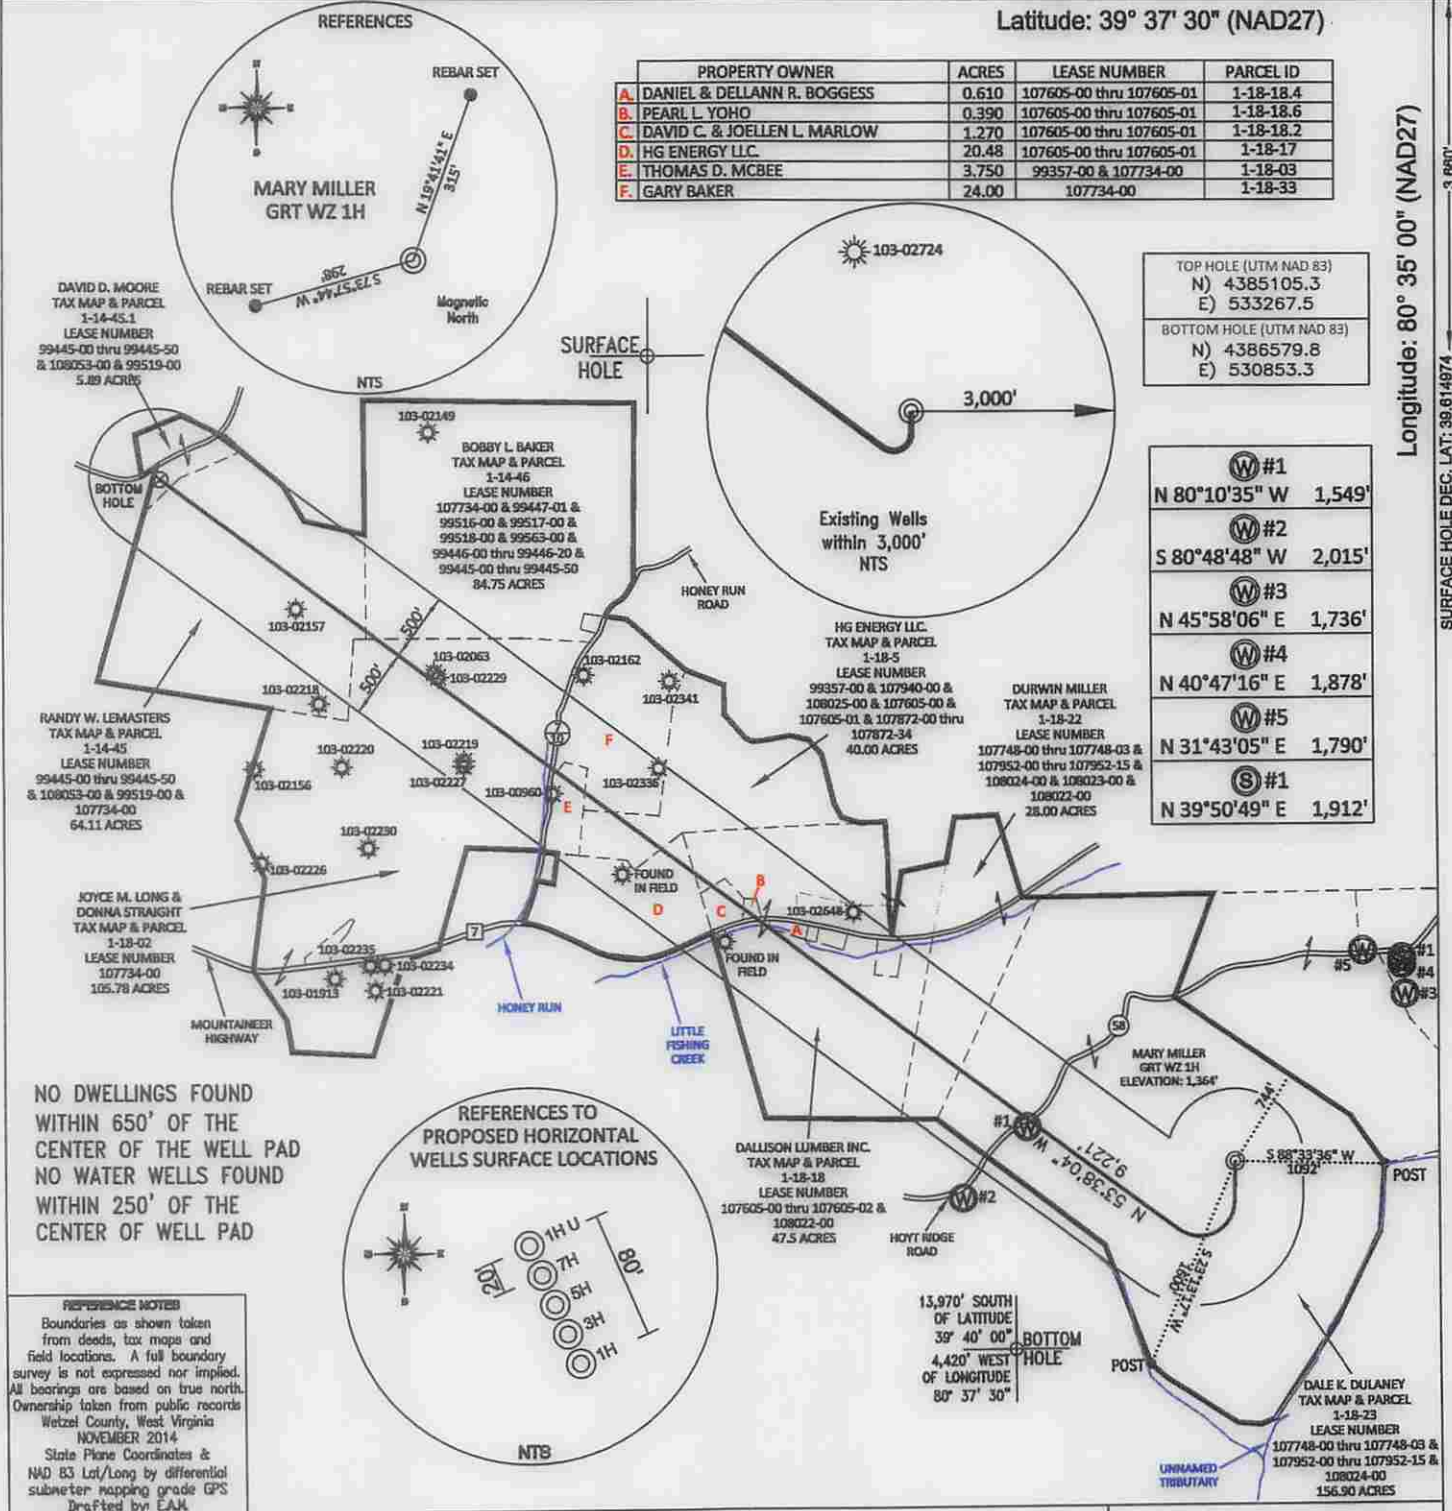 Latitude: 39° 37' 30" (NAD27)
REFERENCES
REBAR SET
N 19°41'41" E
315'
MARY MILLER
GRT WZ 1H
REBAR SET
S 73°57'44" W
298'
Magnetic
North
NTS
PROPERTY OWNER ACRES LEASE NUMBER PARCEL ID
A. DANIEL & DELLANN R. BOGGESS 0.610 107605-00 thru 107605-01 1-18-18.4
B. PEARL L. YOHO 0.390 107605-00 thru 107605-01 1-18-18.6
C. DAVID C. & JOELLEN L. MARLOW 1.270 107605-00 thru 107605-01 1-18-18.2
D. HG ENERGY LLC. 20.48 107605-00 thru 107605-01 1-18-17
E. THOMAS D. MCBEE 3.750 99357-00 & 107734-00 1-18-03
F. GARY BAKER 24.00 107734-00 1-18-33
Longitude: 80° 35' 00" (NAD27)
3,860'
SURFACE HOLE DEC. LAT: 39.614974
TOP HOLE (UTM NAD 83)
N) 4385105.3
E) 533267.5
BOTTOM HOLE (UTM NAD 83)
N) 4386579.8
E) 530853.3
103-02724
3,000'
Existing Wells
within 3,000'
NTS
SURFACE
HOLE
W #1
N 80°10'35" W 1,549'
W #2
S 80°48'48" W 2,015'
W #3
N 45°58'06" E 1,736'
W #4
N 40°47'16" E 1,878'
W #5
N 31°43'05" E 1,790'
S #1
N 39°50'49" E 1,912'
DAVID D. MOORE
TAX MAP & PARCEL
1-14-45.1
LEASE NUMBER
99445-00 thru 99445-50
& 108053-00 & 99519-00
5.89 ACRES
BOTTOM
HOLE
103-02149
BOBBY L. BAKER
TAX MAP & PARCEL
1-14-46
LEASE NUMBER
107734-00 & 99447-01 &
99516-00 & 99517-00 &
99518-00 & 99563-00 &
99446-00 thru 99446-20 &
99445-00 thru 99445-50
84.75 ACRES
HONEY RUN
ROAD
HG ENERGY LLC.
TAX MAP & PARCEL
1-18-5
LEASE NUMBER
99357-00 & 107940-00 &
108025-00 & 107605-00 &
107605-01 & 107872-00 thru
107872-34
40.00 ACRES
DURWIN MILLER
TAX MAP & PARCEL
1-18-22
LEASE NUMBER
107748-00 thru 107748-03 &
107952-00 thru 107952-15 &
108024-00 & 108023-00 &
108022-00
28.00 ACRES
103-02157
500'
500'
103-02063
103-02229
103-02162
103-02341
103-02218
RANDY W. LEMASTERS
TAX MAP & PARCEL
1-14-45
LEASE NUMBER
99445-00 thru 99445-50
& 108053-00 & 99519-00 &
107734-00
64.11 ACRES
103-02220
103-02156
103-02219
103-02227
10
F
103-02336
103-00960
E
103-02230
103-02226
FOUND
IN FIELD
D
C
B
A
103-02648
FOUND IN
FIELD
JOYCE M. LONG &
DONNA STRAIGHT
TAX MAP & PARCEL
1-18-02
LEASE NUMBER
107734-00
105.78 ACRES
7
103-02235
103-02234
103-01913
103-02221
MOUNTAINEER
HIGHWAY
HONEY RUN
LITTLE
FISHING
CREEK
W #5
#1
#4
W #3
58
MARY MILLER
GRT WZ 1H
ELEVATION: 1,364'
744'
S 88°33'36" W
1092'
POST
N 53°38'04" W
9,221'
#1 W
W #2
HOYT RIDGE
ROAD
DALLISON LUMBER INC.
TAX MAP & PARCEL
1-18-18
LEASE NUMBER
107605-00 thru 107605-02 &
108022-00
47.5 ACRES
NO DWELLINGS FOUND
WITHIN 650' OF THE
CENTER OF THE WELL PAD
NO WATER WELLS FOUND
WITHIN 250' OF THE
CENTER OF WELL PAD
REFERENCES TO
PROPOSED HORIZONTAL
WELLS SURFACE LOCATIONS
1H U
7H
5H
3H
1H
20'
80'
NTS
13,970' SOUTH
OF LATITUDE
39° 40' 00"
4,420' WEST
OF LONGITUDE
80° 37' 30"
BOTTOM
HOLE
POST
UNNAMED
TRIBUTARY
DALE K. DULANEY
TAX MAP & PARCEL
1-18-23
LEASE NUMBER
107748-00 thru 107748-03 &
107952-00 thru 107952-15 &
108024-00
156.90 ACRES
REFERENCE NOTES
Boundaries as shown taken
from deeds, tax maps and
field locations. A full boundary
survey is not expressed nor implied.
All bearings are based on true north.
Ownership taken from public records
Wetzel County, West Virginia
NOVEMBER 2014
State Plane Coordinates &
NAD 83 Lat/Long by differential
submeter mapping grade GPS
Drafted by: E.A.M.